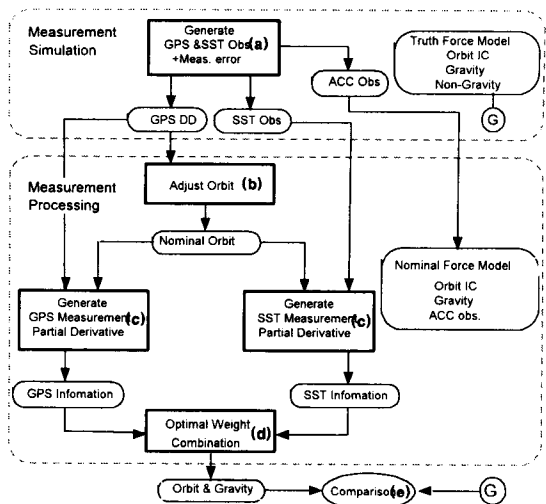 Measurement
Simulation
Generate
GPS &SST Obs(a)
+Meas. error
Truth Force Model
Orbit IC
Gravity
Non-Gravity
ACC Obs
G
GPS DD
SST Obs
Measurement
Processing
Adjust Orbit (b)
Nominal Orbit
Nominal Force Model
Orbit IC
Gravity
ACC obs.
Generate
GPS Measurement(c)
Partial Derivative
Generate
SST Measurement(c)
Partial Derivative
GPS Infomation
SST Infomation
Optimal Weight
Combination (d)
Orbit & Gravity
Comparison(e)
G